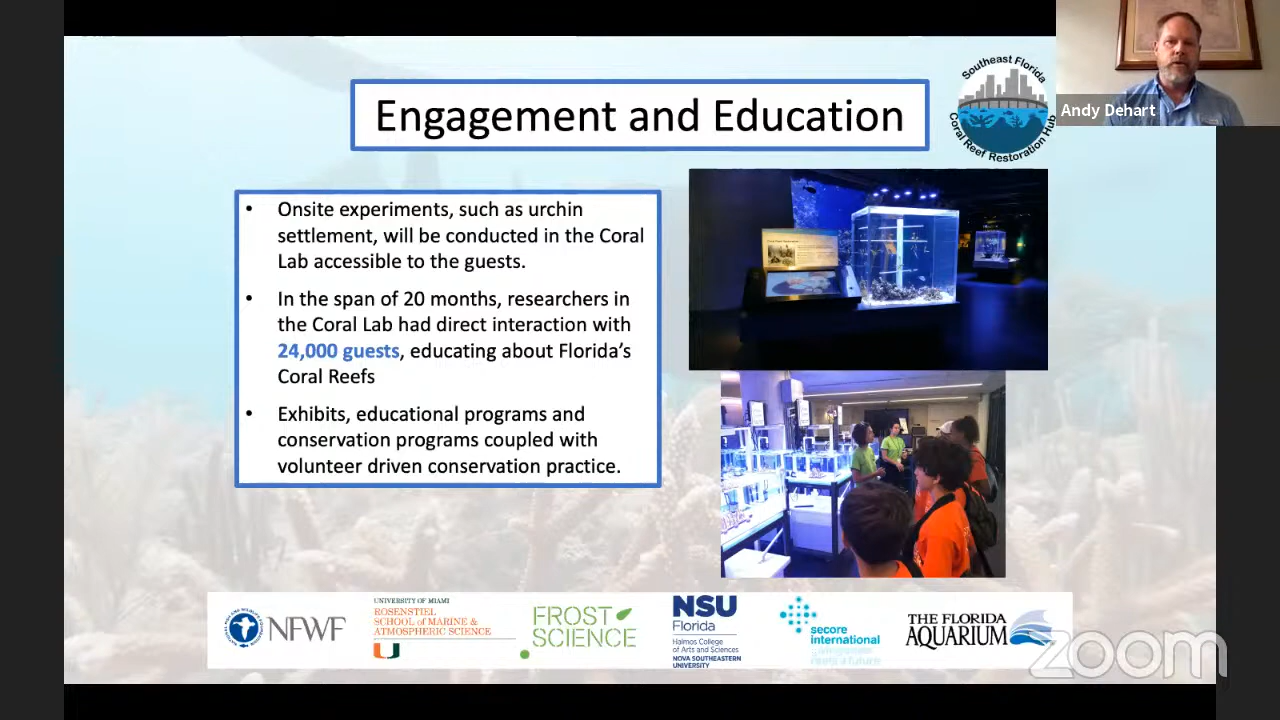 Engagement and Education
Southeast Florida
Coral Reef Restoration Hub
Andy Dehart
• Onsite experiments, such as urchin
settlement, will be conducted in the Coral
Lab accessible to the guests.
• In the span of 20 months, researchers in
the Coral Lab had direct interaction with
24,000 guests, educating about Florida’s
Coral Reefs
• Exhibits, educational programs and
conservation programs coupled with
volunteer driven conservation practice.
NFWF
UNIVERSITY OF MIAMI
ROSENSTIEL
SCHOOL of MARINE &
ATMOSPHERIC SCIENCE
FROST
SCIENCE
NSU
Florida
Halmos College
of Arts and Sciences
NOVA SOUTHEASTERN
UNIVERSITY
secore
international
THE FLORIDA
AQUARIUM
zoom